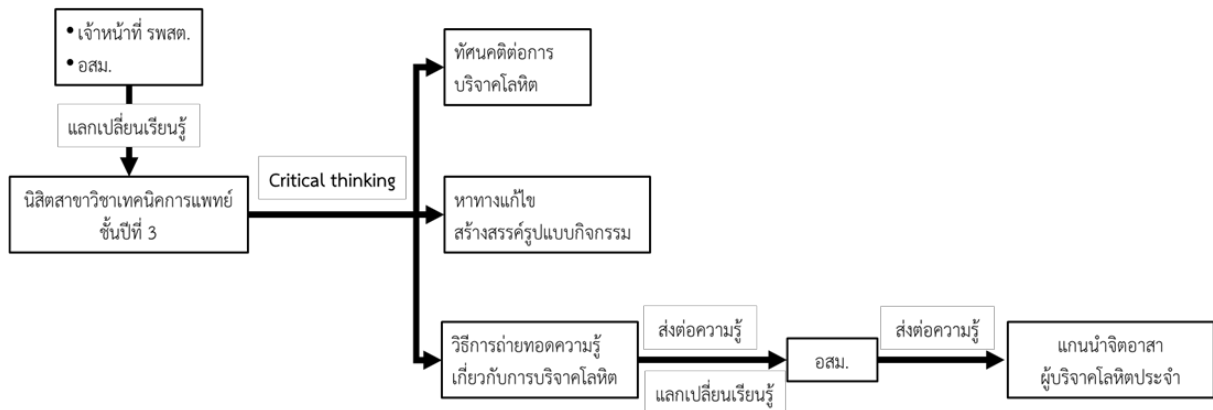 • เจ้าหน้าที่ รพสต.
• อสม.
แลกเปลี่ยนเรียนรู้
นิสิตสาขาวิชาเทคนิคการแพทย์
ชั้นปีที่ 3
Critical thinking
ทัศนคติต่อการ
บริจาคโลหิต
หาทางแก้ไข
สร้างสรรค์รูปแบบกิจกรรม
วิธีการถ่ายทอดความรู้
เกี่ยวกับการบริจาคโลหิต
ส่งต่อความรู้
แลกเปลี่ยนเรียนรู้
อสม.
ส่งต่อความรู้
แกนนำจิตอาสา
ผู้บริจาคโลหิตประจำ